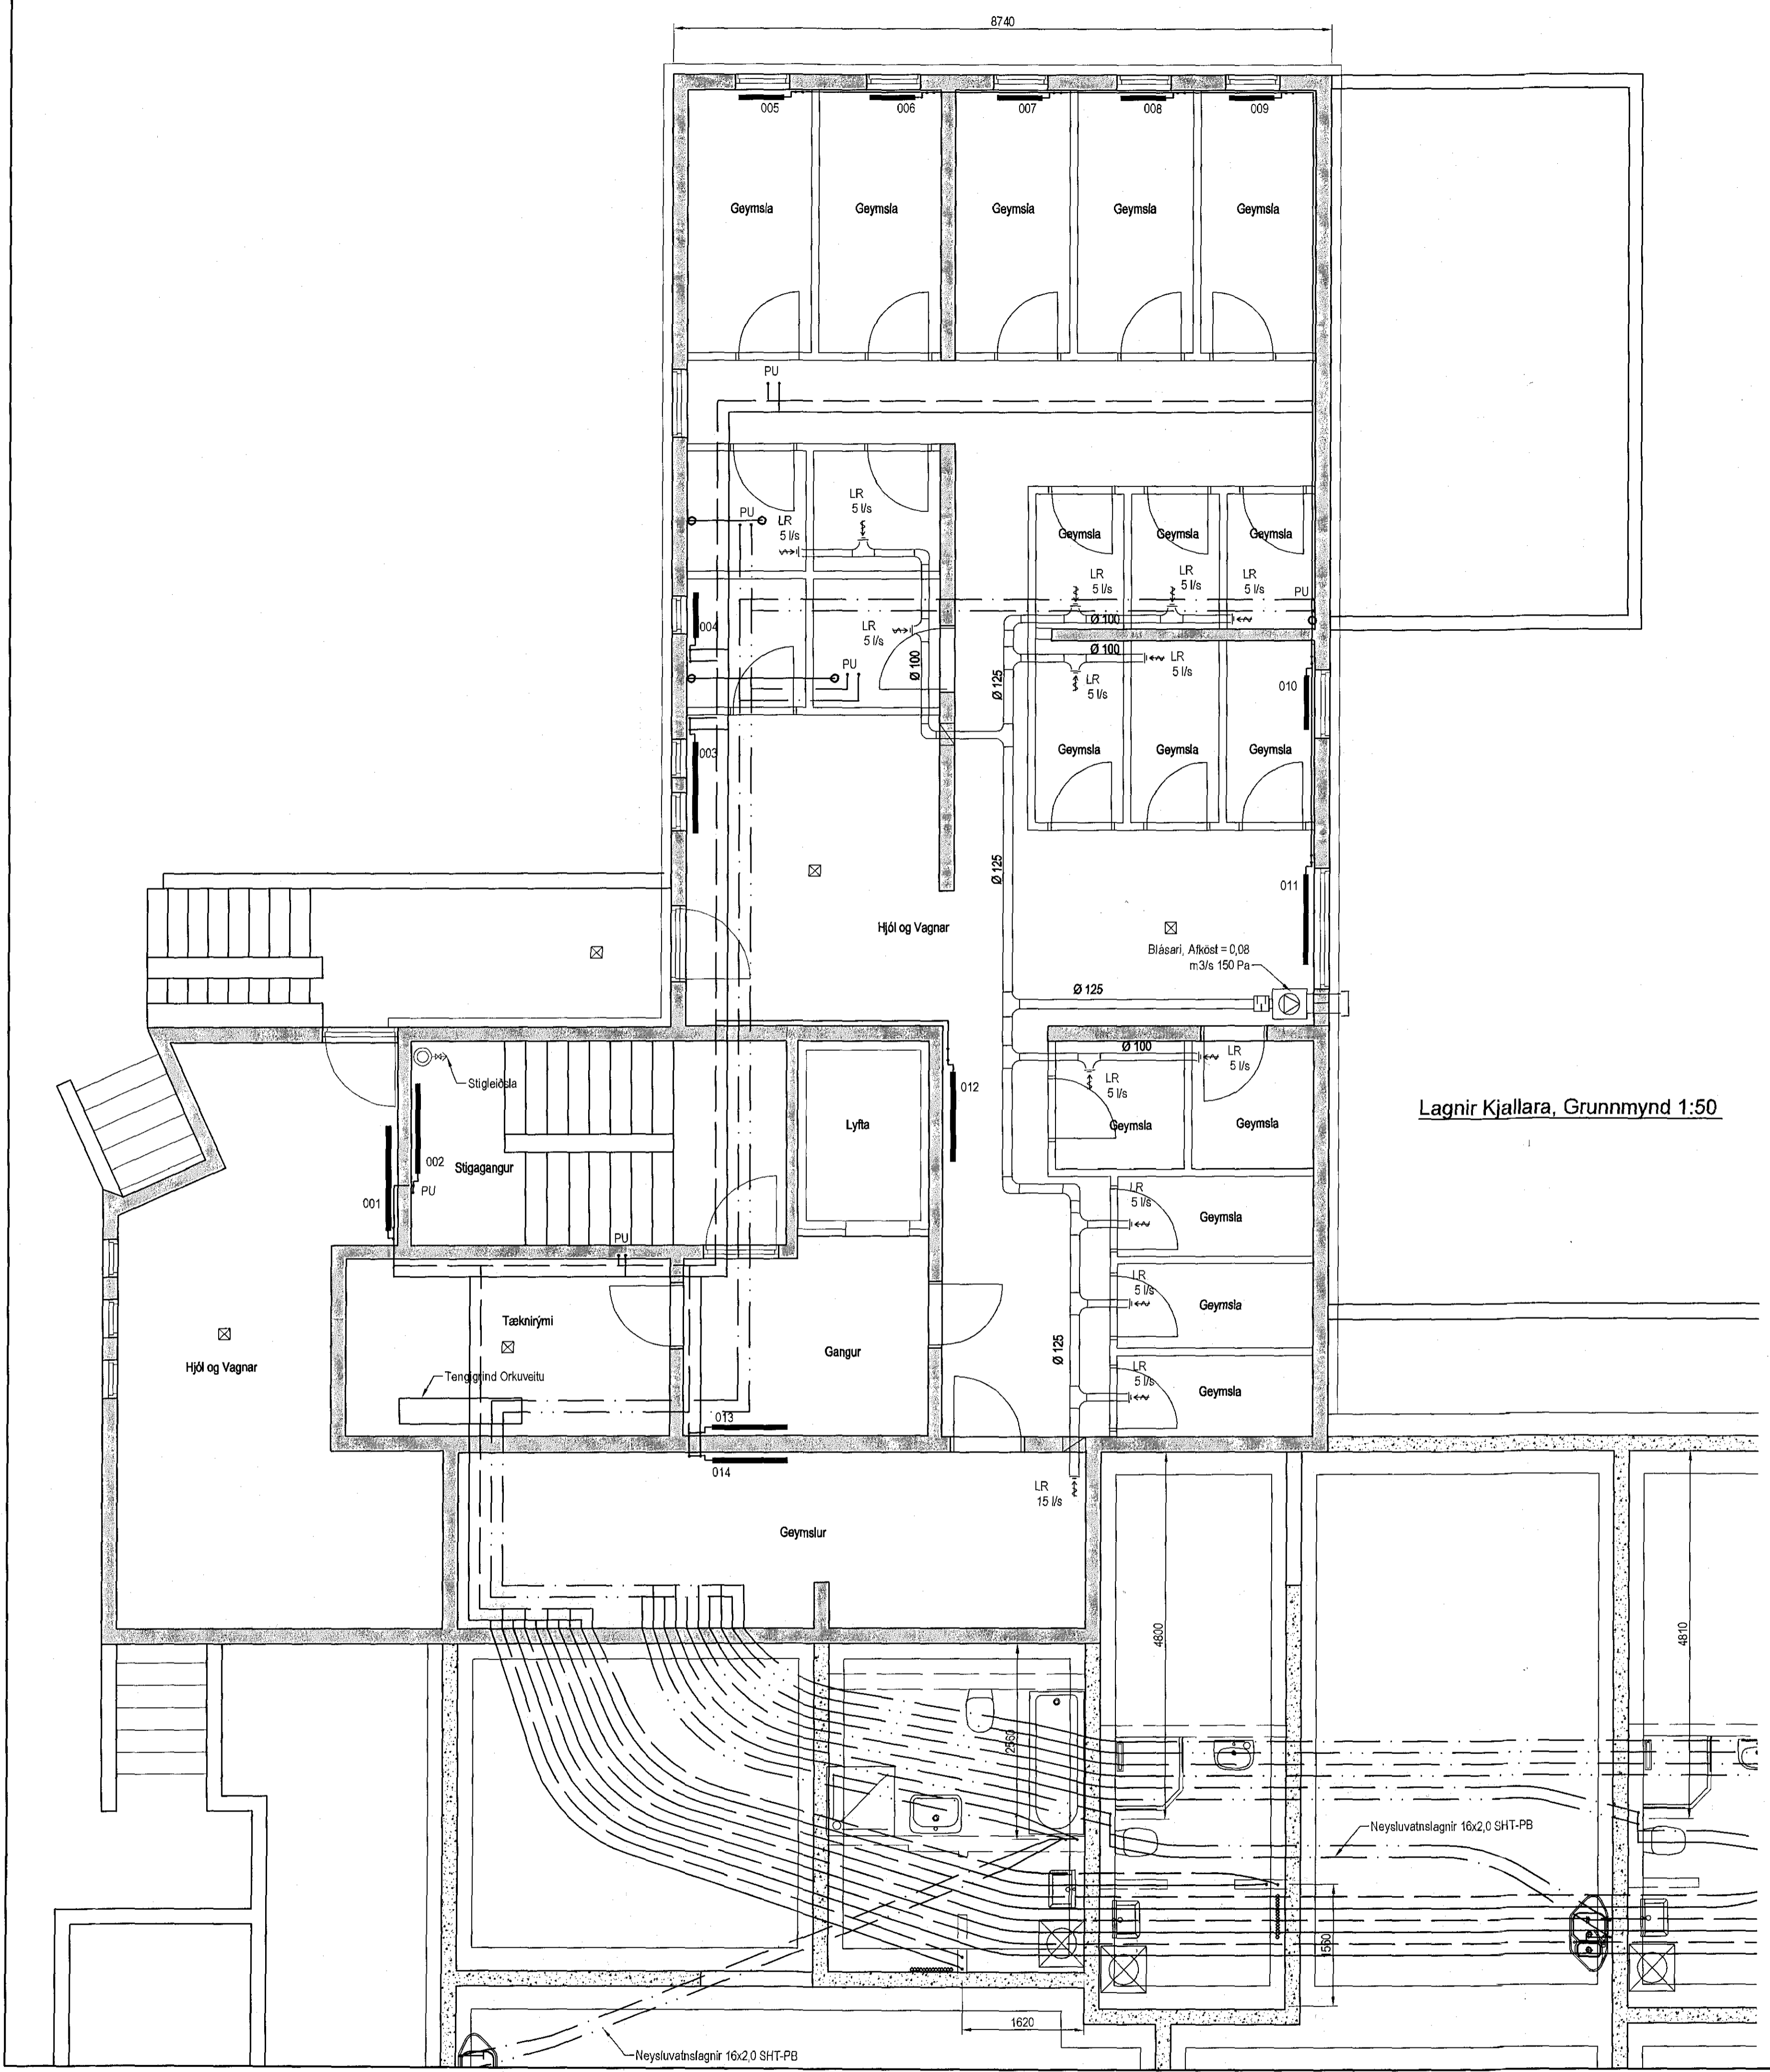 8740
005
006
007
008
009
Geymsla
Geymsla
Geymsla
Geymsla
Geymsla
PU
LR
5 l/s
PU
LR
5 l/s
Geymsla
Geymsla
Geymsla
LR
5 l/s
LR
5 l/s
LR
5 l/s
PU
004
LR
5 l/s
Ø 100
Ø 100
LR
5 l/s
LR
5 l/s
PU
Ø 100
Ø 125
010
003
Geymsla
Geymsla
Geymsla
Ø 125
011
Hjól og Vagnar
Blásari, Afköst = 0,08
m3/s 150 Pa
Ø 125
Ø 100
LR
5 l/s
LR
5 l/s
Stigleiðsla
012
Lagnir Kjallara, Grunnmynd 1:50
Lyfta
Geymsla
Geymsla
002
Stigagangur
PU
001
LR
5 l/s
Geymsla
PU
LR
5 l/s
Geymsla
Tæknirými
Gangur
Ø 125
Hjól og Vagnar
Tengigrind Orkuveitu
LR
5 l/s
Geymsla
013
014
LR
15 l/s
Geymslur
4800
4810
2560
Neysluvatnslagnir 16x2,0 SHT-PB
1560
1620
Neysluvatnslagnir 16x2,0 SHT-PB